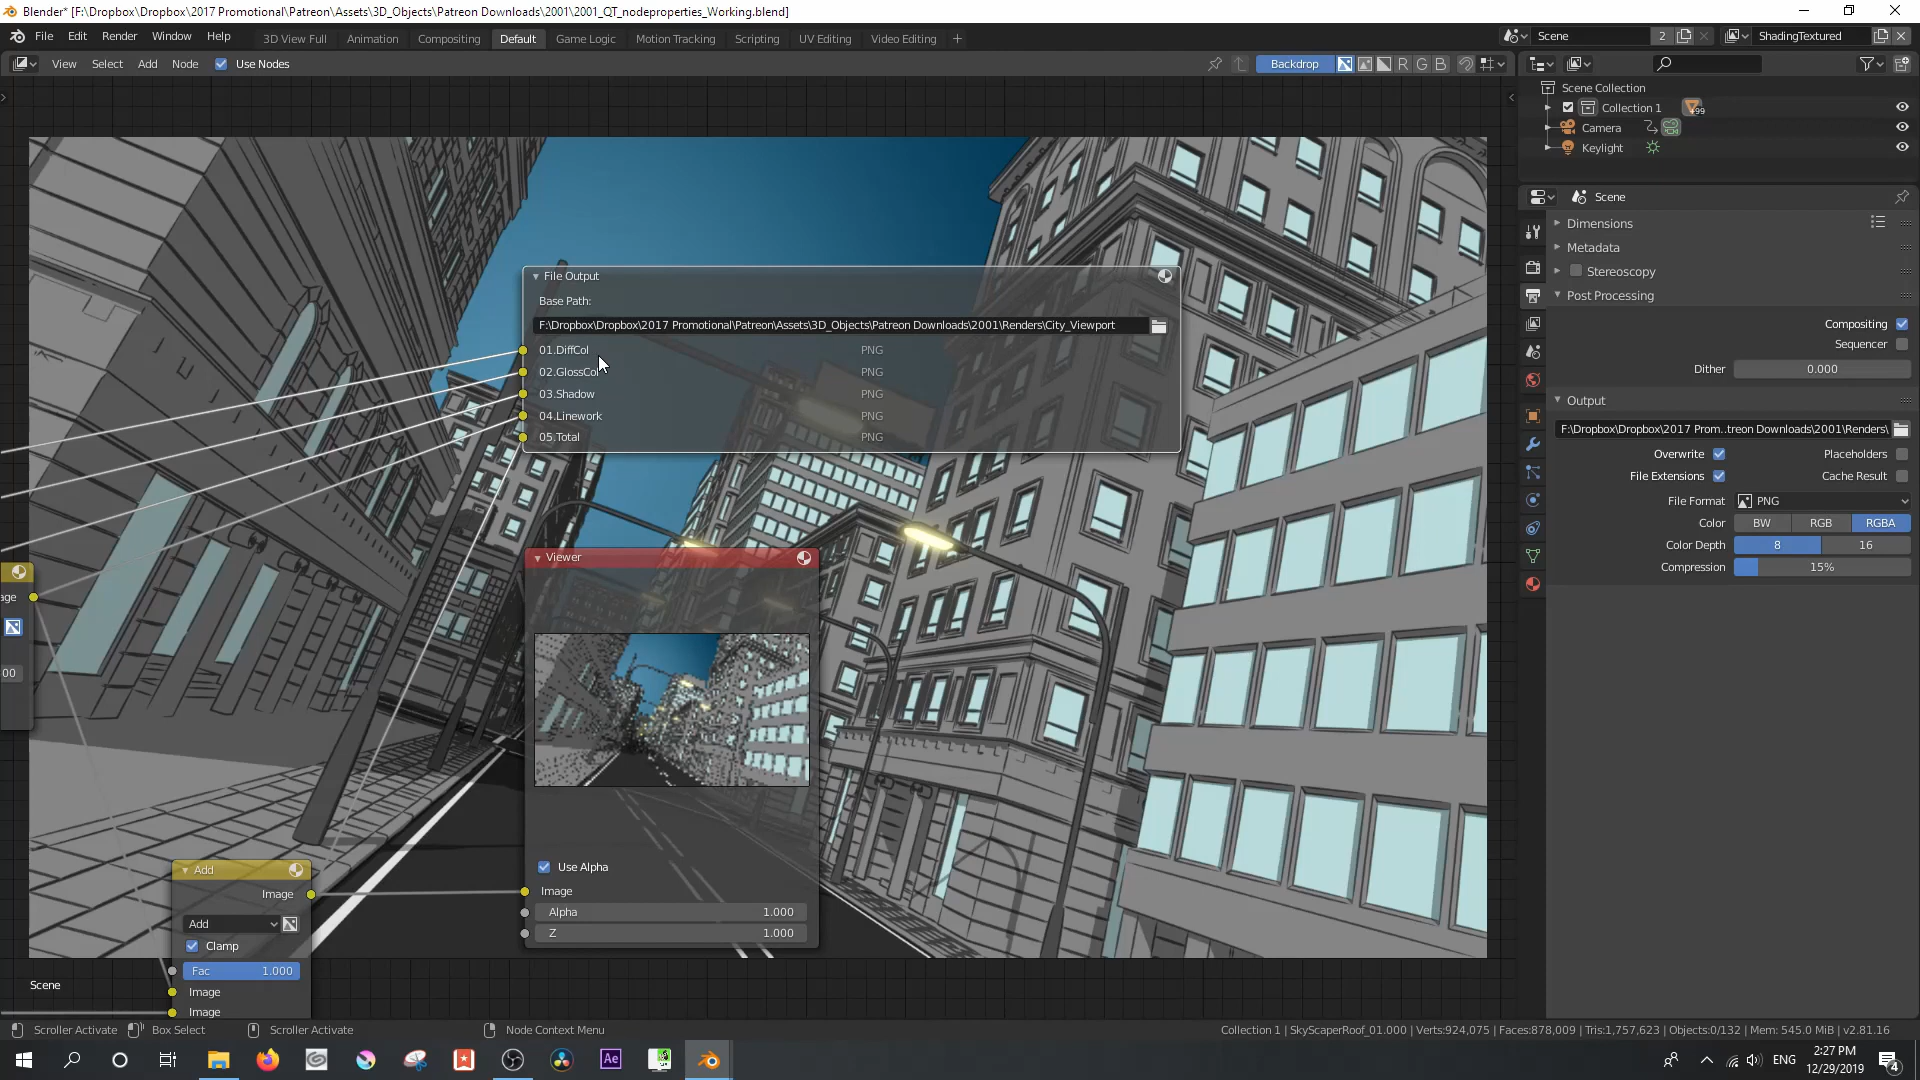 Blender* [F:\Dropbox\Dropbox\2017 Promotional\Patreon\Assets\3D_Objects\Patreon Downloads\2001\2001_QT_nodeproperties_Working.blend]
File Edit Render Window Help 3D View Full Animation Compositing Default Game Logic Motion Tracking Scripting UV Editing Video Editing + Scene 2 ShadingTextured
View Select Add Node Use Nodes Backdrop R G B
Scene Collection
Collection 1 +99
Camera
Keylight
Scene
Dimensions
Metadata
Stereoscopy
Post Processing
Compositing
Sequencer
Dither 0.000
Output
F:\Dropbox\Dropbox\2017 Prom..treon Downloads\2001\Renders\
Overwrite Placeholders
File Extensions Cache Result
File Format PNG
Color BW RGB RGBA
Color Depth 8 16
Compression 15%
File Output
Base Path:
F:\Dropbox\Dropbox\2017 Promotional\Patreon\Assets\3D_Objects\Patreon Downloads\2001\Renders\City_Viewport
01.DiffCol PNG
02.GlossCol PNG
03.Shadow PNG
04.Linework PNG
05.Total PNG
age
00
Viewer
Use Alpha
Image
Alpha 1.000
Z 1.000
Add
Image
Add
Clamp
Fac 1.000
Image
Image
Scene
Scroller Activate Box Select Scroller Activate Node Context Menu Collection 1 | SkyScaperRoof_01.000 | Verts:924,075 | Faces:878,009 | Tris:1,757,623 | Objects:0/132 | Mem: 545.0 MiB | v2.81.16
Ae ENG 2:27 PM
12/29/2019 4